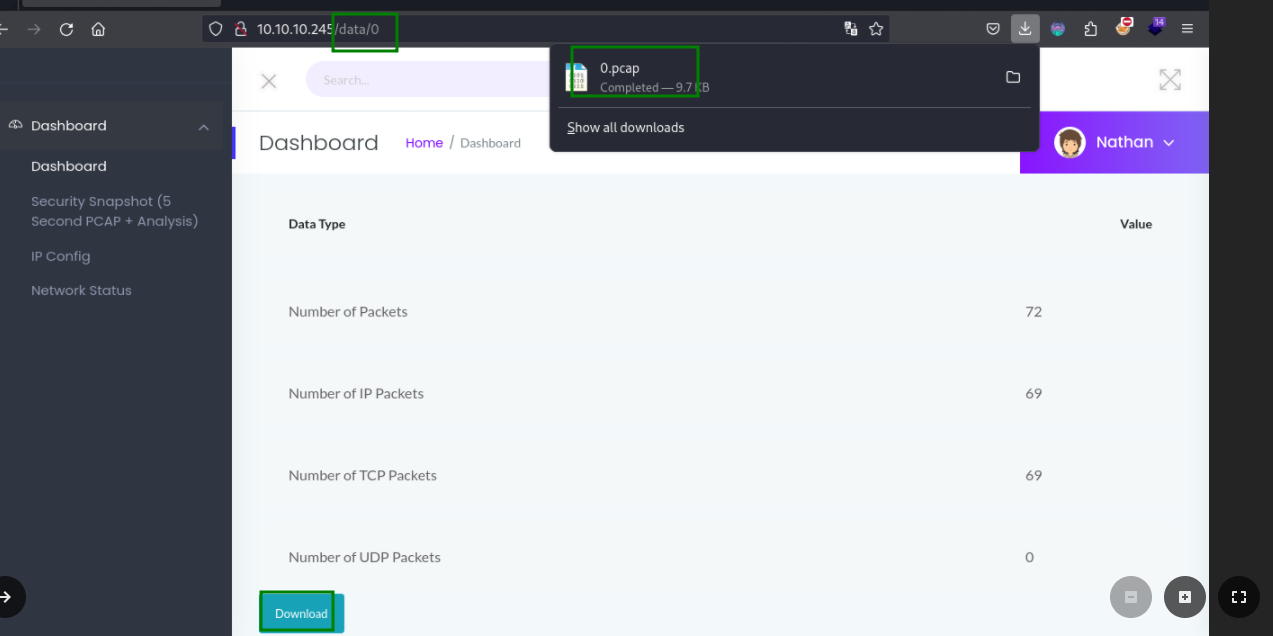 10.10.10.245/data/0
14
0.pcap
Completed — 9.7 KB
Show all downloads
Search...
Dashboard
Dashboard
Security Snapshot (5
Second PCAP + Analysis)
IP Config
Network Status
Dashboard
Home / Dashboard
Nathan
Data Type
Value
Number of Packets
72
Number of IP Packets
69
Number of TCP Packets
69
Number of UDP Packets
0
Download